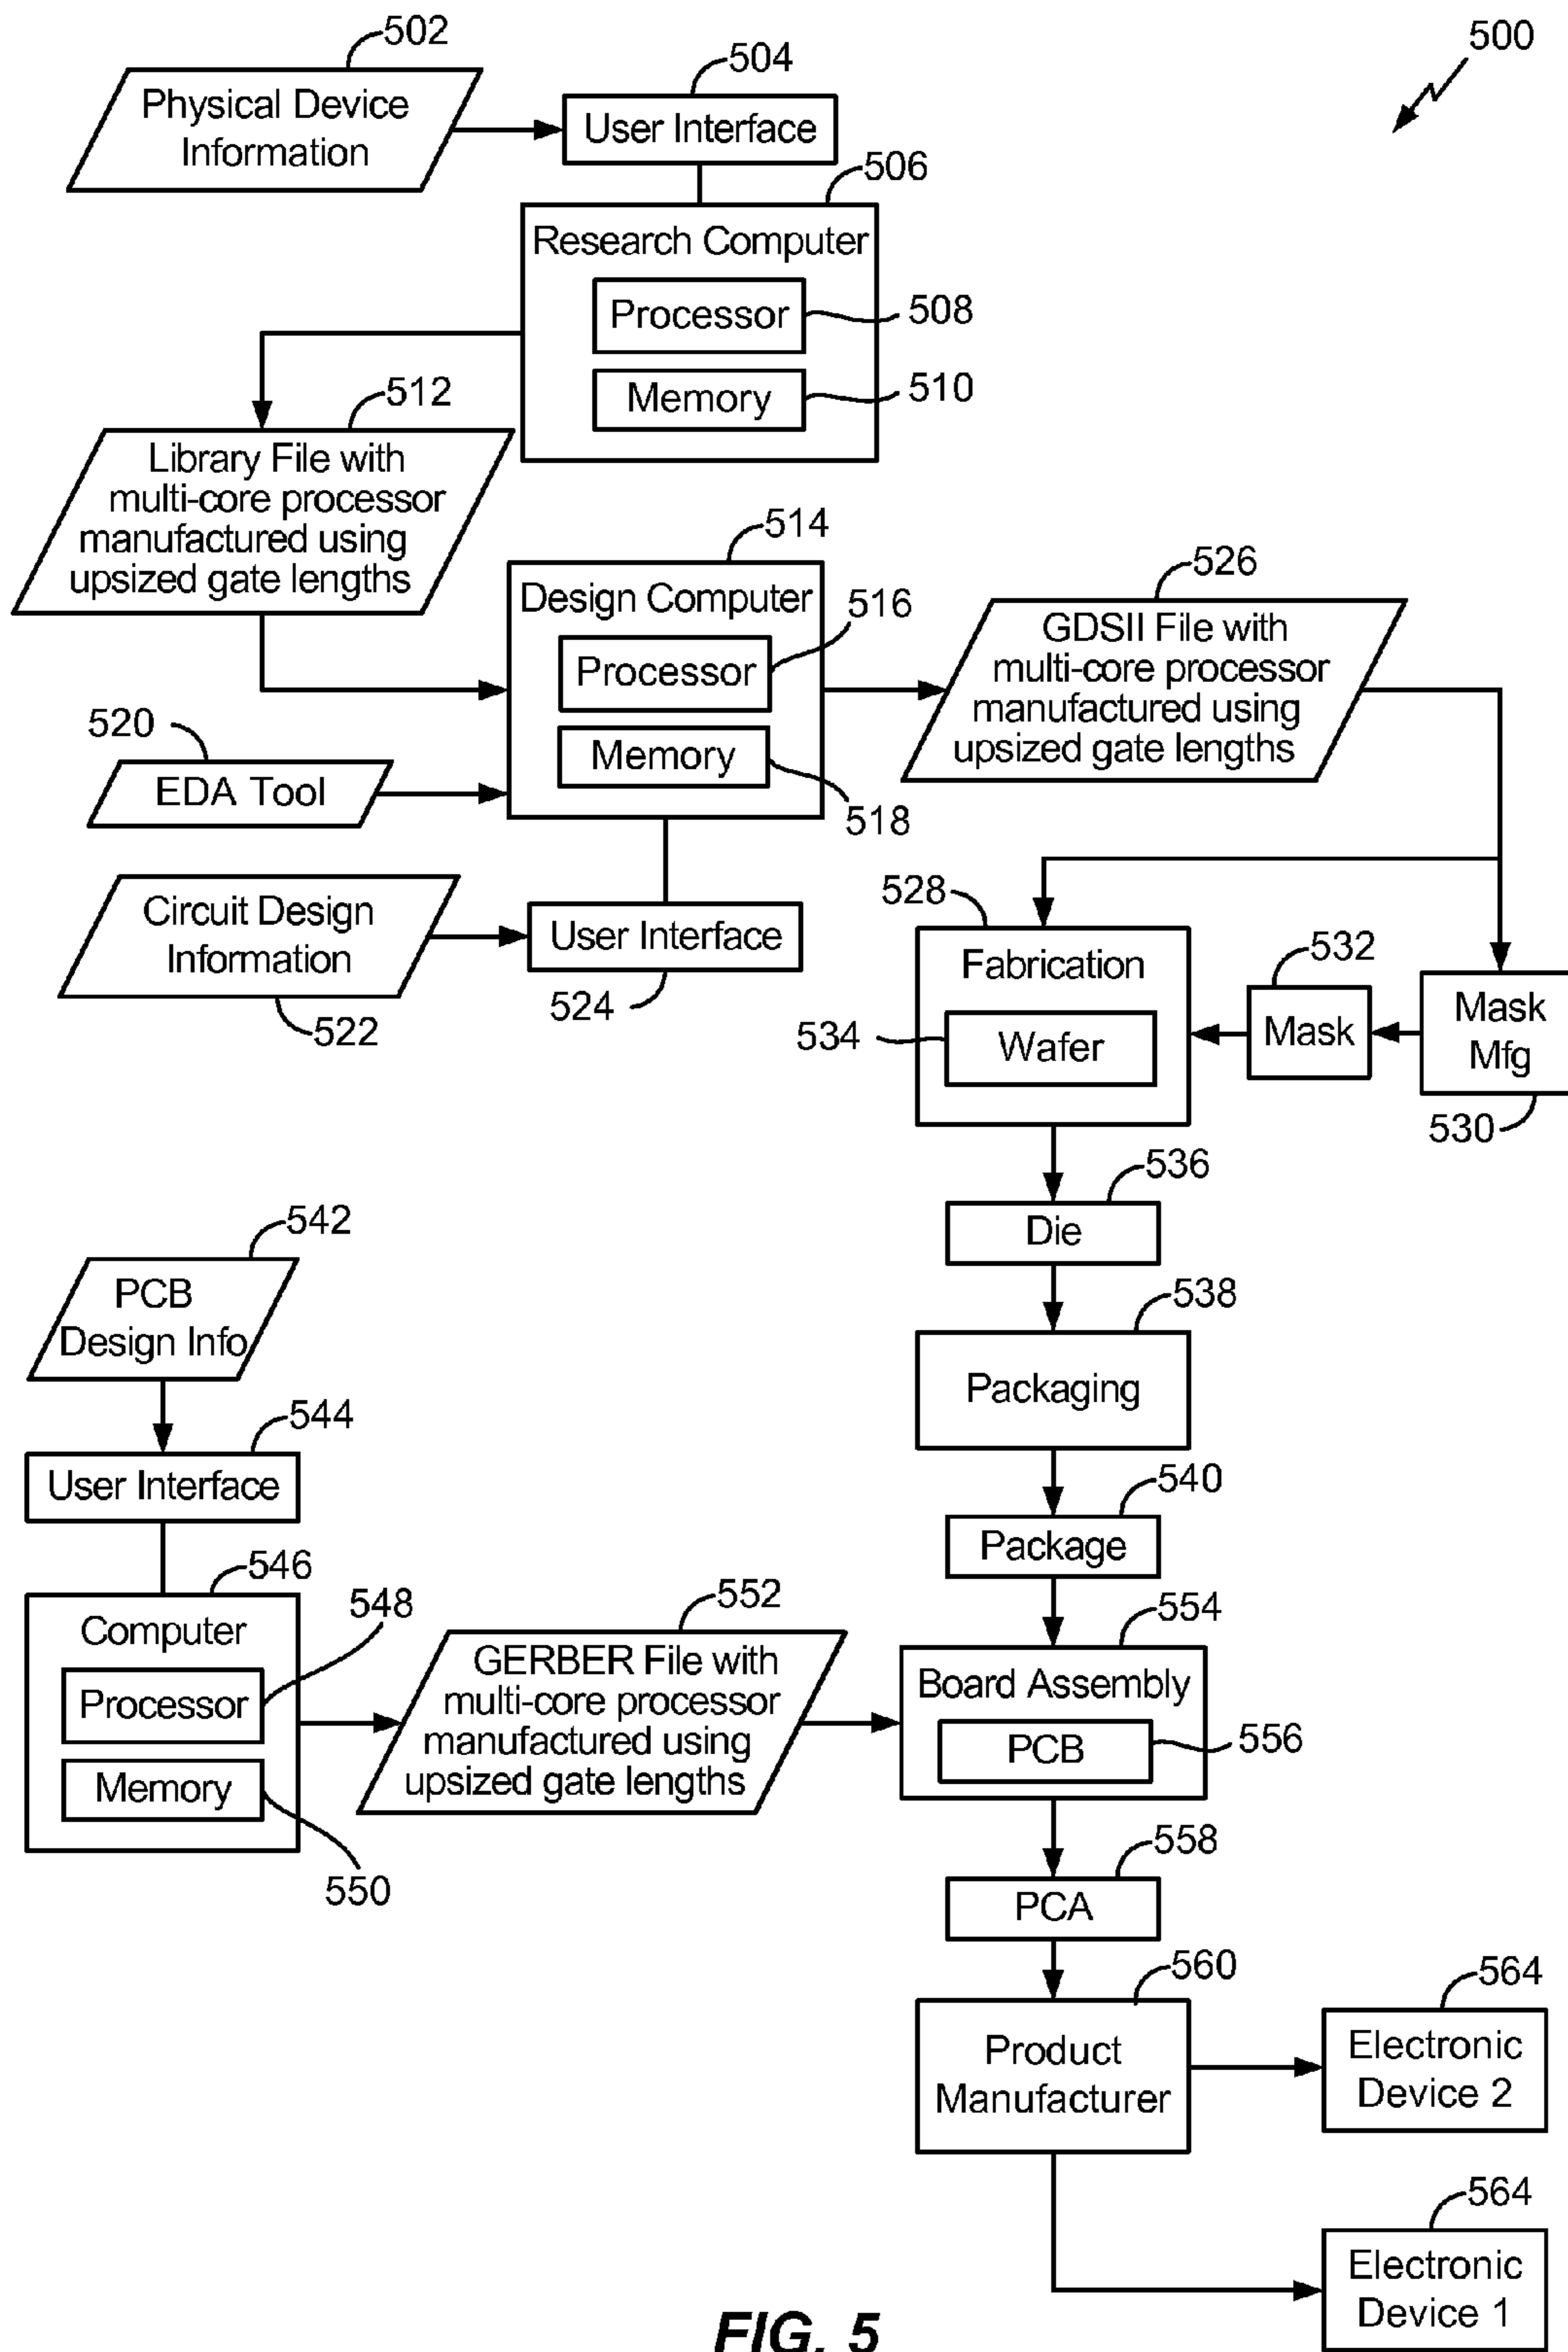 502
500
Physical Device
Information
504
User Interface
506
Research Computer
Processor
508
Memory
510
512
Library File with
multi-core processor
manufactured using
upsized gate lengths
514
Design Computer
516
Processor
Memory
518
526
GDSII File with
multi-core processor
manufactured using
upsized gate lengths
520
EDA Tool
Circuit Design
Information
522
User Interface
524
528
Fabrication
534
Wafer
532
Mask
Mask
Mfg
530
536
Die
538
Packaging
540
Package
542
PCB
Design Info
544
User Interface
546
Computer
548
Processor
Memory
550
552
GERBER File with
multi-core processor
manufactured using
upsized gate lengths
554
Board Assembly
PCB
556
558
PCA
560
Product
Manufacturer
564
Electronic
Device 2
564
Electronic
Device 1
FIG. 5